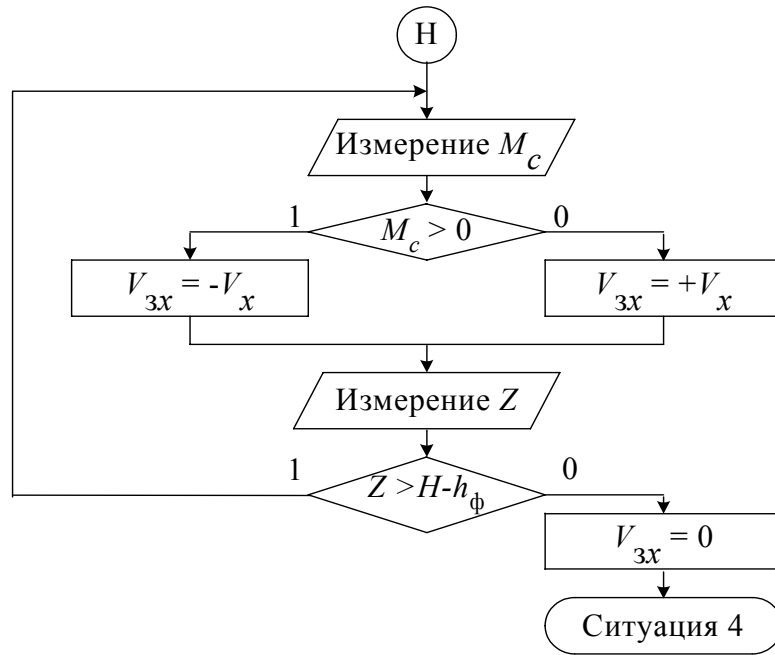 Н
Измерение M_c
1
M_c > 0
0
V_зx = -V_x
V_зx = +V_x
Измерение Z
1
Z >H-h_ф
0
V_зx = 0
Ситуация 4